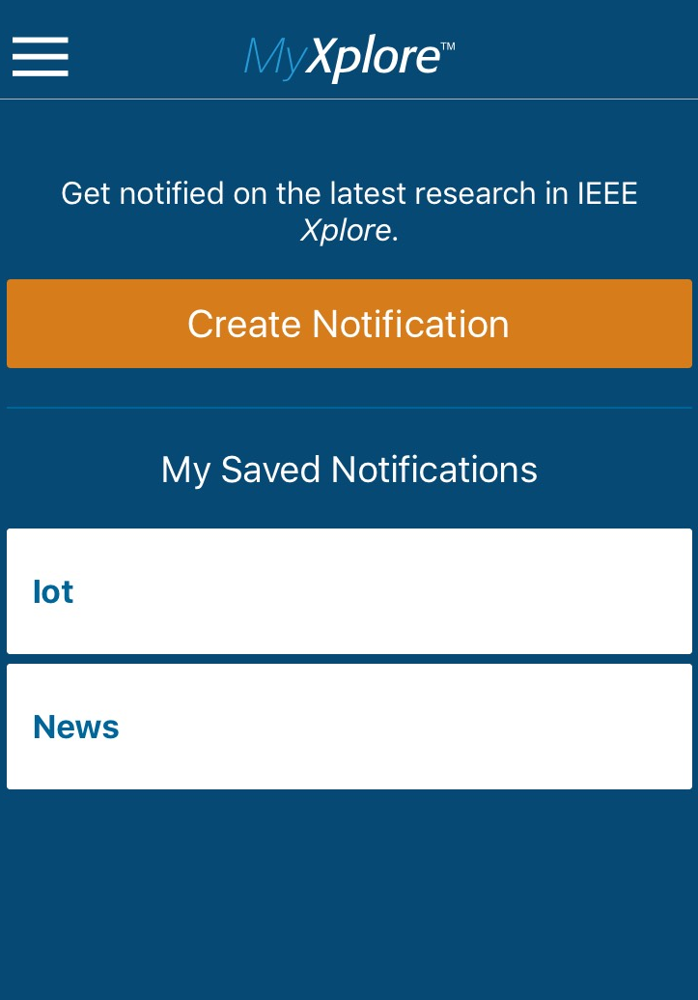 MyXplore™
Get notified on the latest research in IEEE
Xplore.
Create Notification
My Saved Notifications
Iot
News